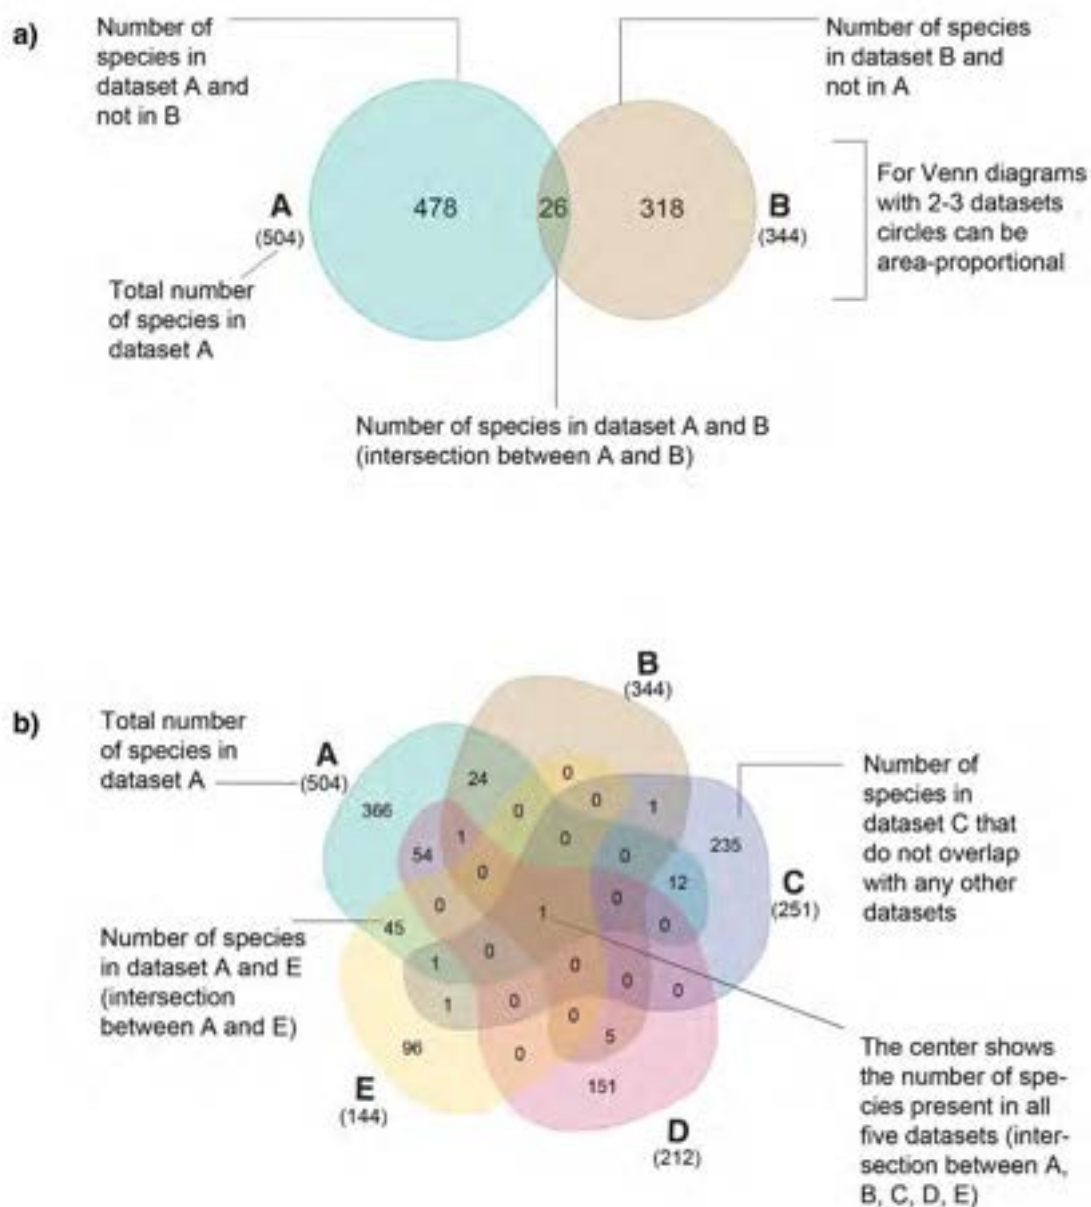 a)
Number of
species in
dataset A and
not in B
Number of species
in dataset B and
not in A
A
(504)
478
26
318
B
(344)
For Venn diagrams
with 2-3 datasets
circles can be
area-proportional
Total number
of species in
dataset A
Number of species in dataset A and B
(intersection between A and B)
b)
Total number
of species in
dataset A
A
(504)
B
(344)
Number of
species in
dataset C that
do not overlap
with any other
datasets
C
(251)
366
24
0
0
0
1
235
1
0
0
54
0
12
0
0
0
1
45
0
1
0
0
0
0
1
0
0
5
96
0
151
Number of species
in dataset A and E
(intersection
between A and E)
E
(144)
D
(212)
The center shows
the number of spe-
cies present in all
five datasets (inter-
section between A,
B, C, D, E)